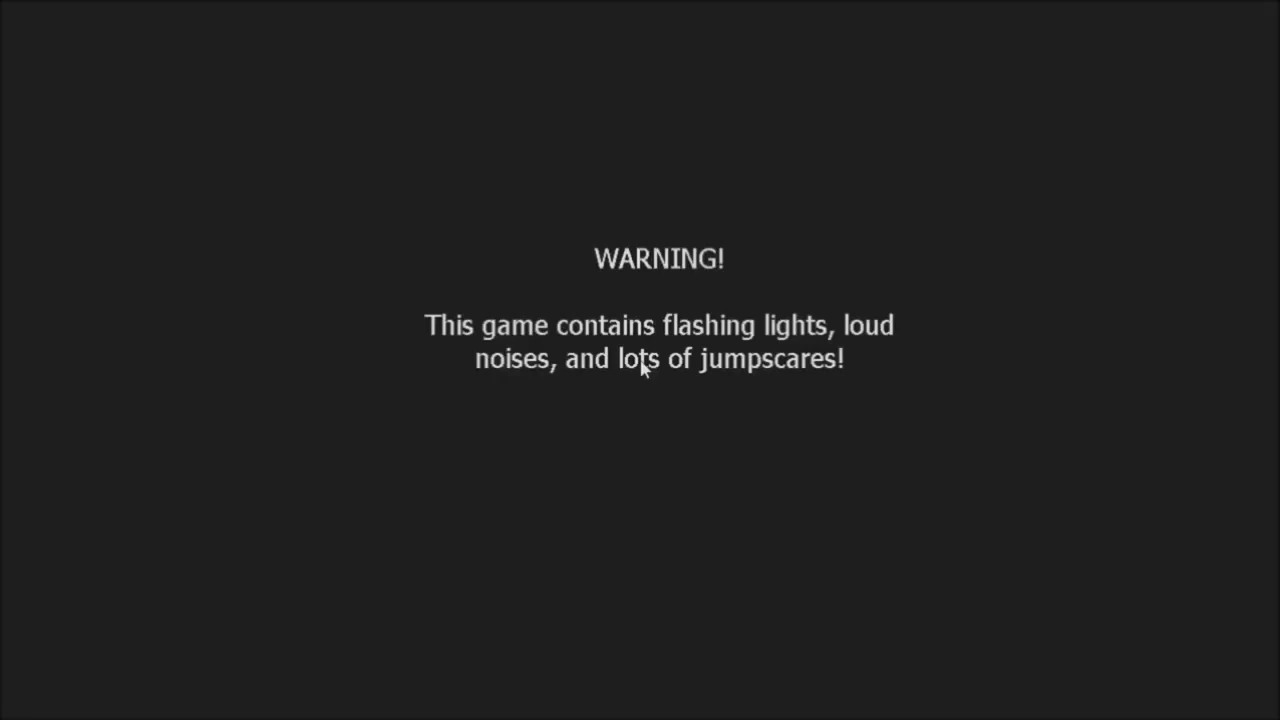 WARNING!
This game contains flashing lights, loud
noises, and lots of jumpscares!